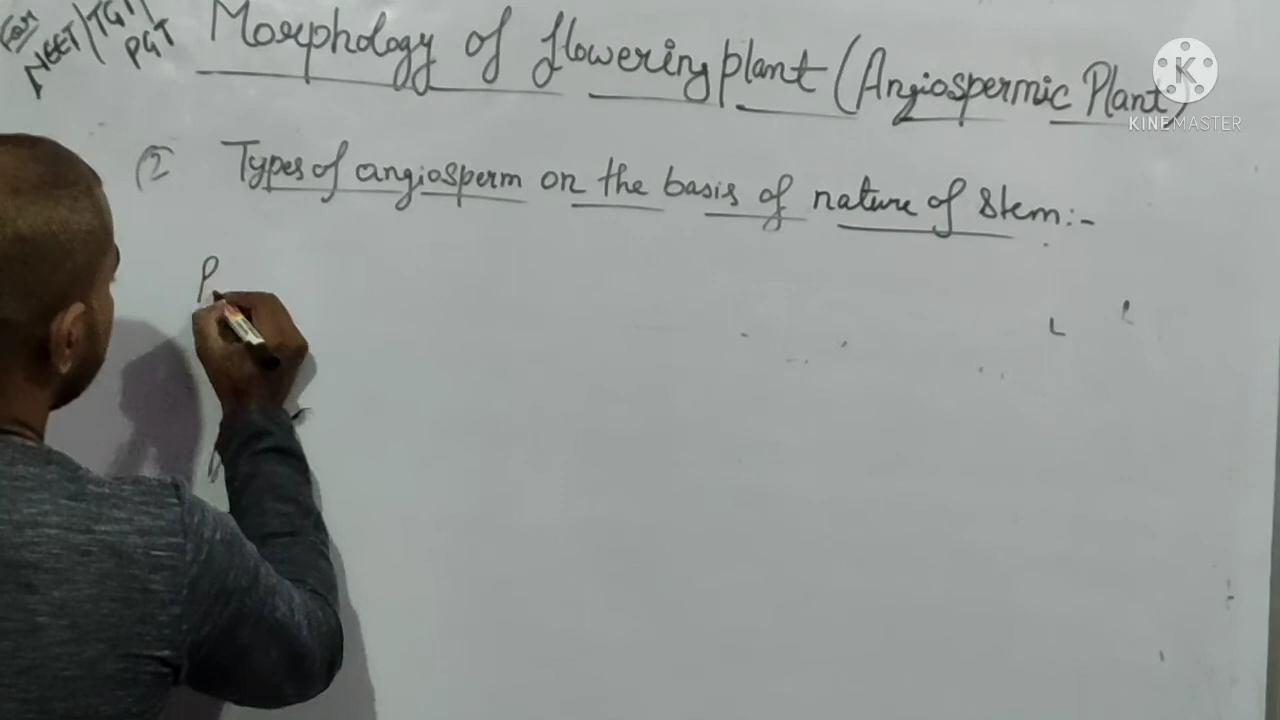 For
NEET/TGT/
PGT
Morphology of flowering plant (Angiospermic Plant)
(2 Types of angiosperm on the basis of nature of stem:-
P
K
KINEMASTER